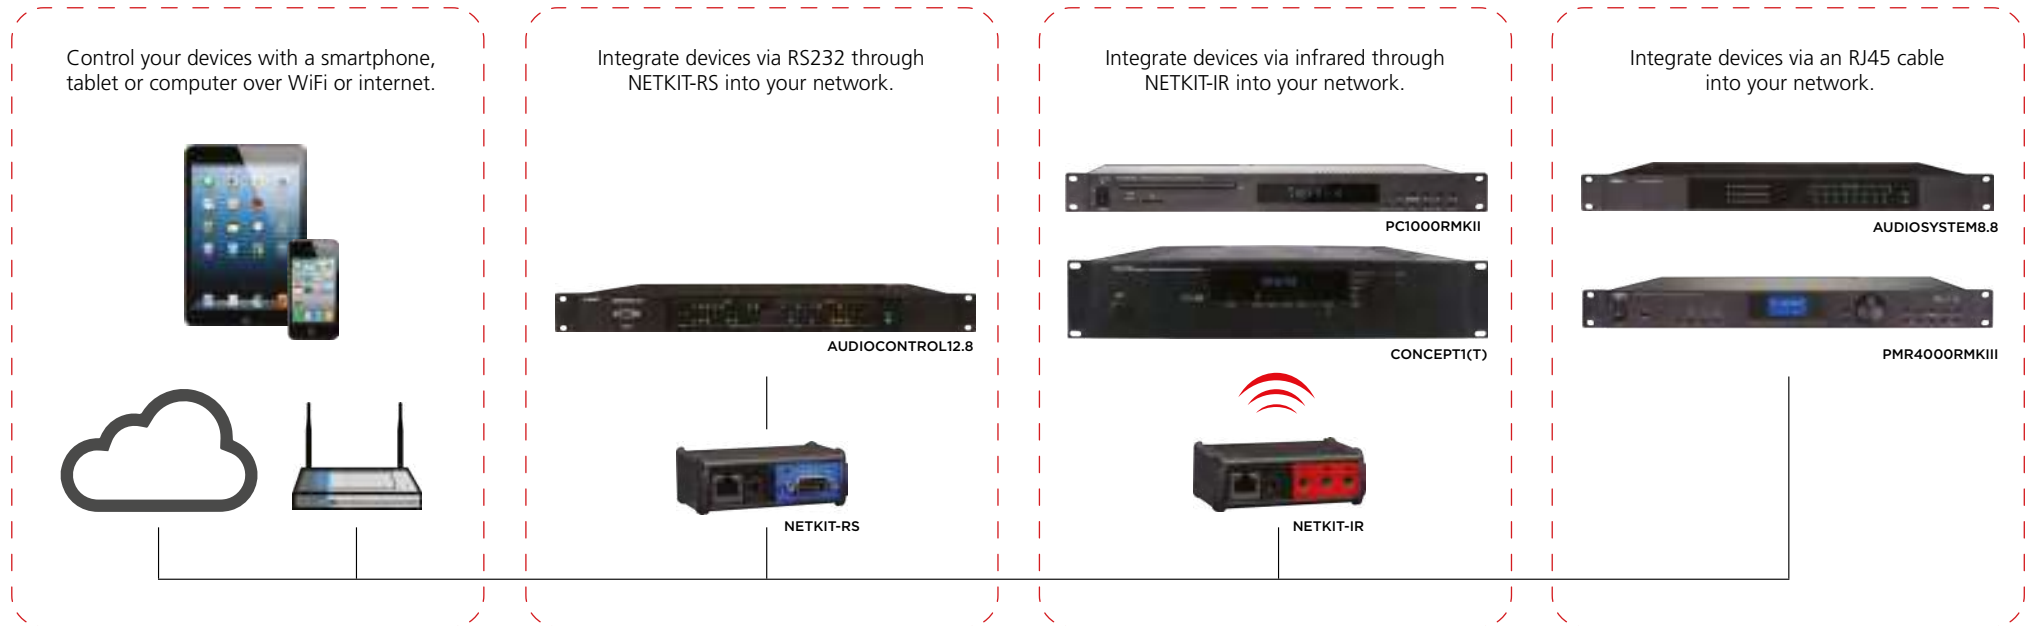 Control your devices with a smartphone,
tablet or computer over WiFi or internet.
Integrate devices via RS232 through
NETKIT-RS into your network.
Integrate devices via infrared through
NETKIT-IR into your network.
Integrate devices via an RJ45 cable
into your network.
AUDIOCONTROL12.8
NETKIT-RS
PC1000RMKII
CONCEPT1(T)
NETKIT-IR
AUDIOSYSTEM8.8
PMR4000RMKIII